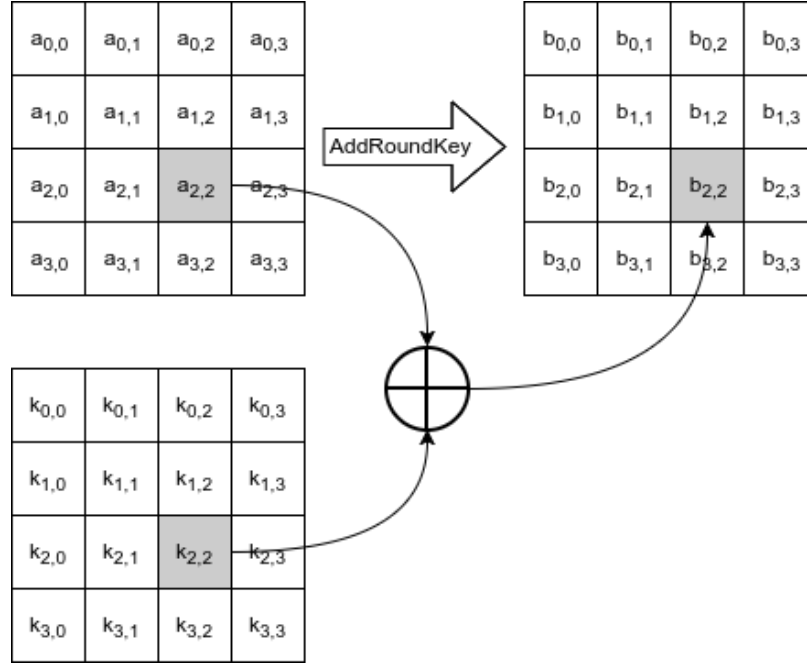 a0,0 a0,1 a0,2 a0,3 b0,0 b0,1 b0,2 b0,3
a1,0 a1,1 a1,2 a1,3 b1,0 b1,1 b1,2 b1,3
AddRoundKey
a2,0 a2,1 a2,2 a2,3 b2,0 b2,1 b2,2 b2,3
a3,0 a3,1 a3,2 a3,3 b3,0 b3,1 b3,2 b3,3
k0,0 k0,1 k0,2 k0,3
k1,0 k1,1 k1,2 k1,3
k2,0 k2,1 k2,2 k2,3
k3,0 k3,1 k3,2 k3,3